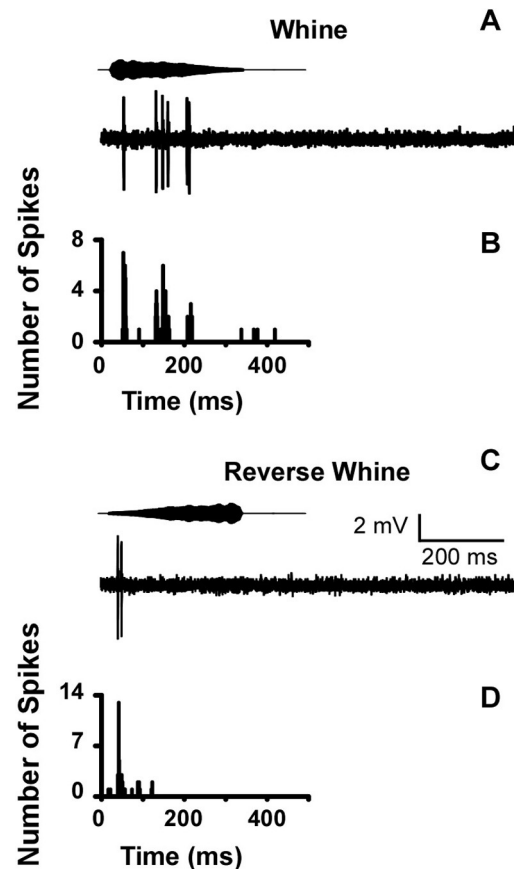 Whine
A
Number of Spikes
8
4
0
B
0
200
400
Time (ms)
C
Reverse Whine
2 mV
200 ms
Number of Spikes
14
7
0
D
0
200
400
Time (ms)